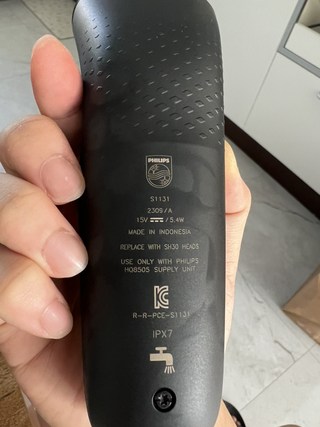 PHILIPS
S1131
2309/A
15V ⎓ / 5.4W
MADE IN INDONESIA
REPLACE WITH SH30 HEADS
USE ONLY WITH PHILIPS
HQ8505 SUPPLY UNIT
R-R-PCE-S1131
IPX7